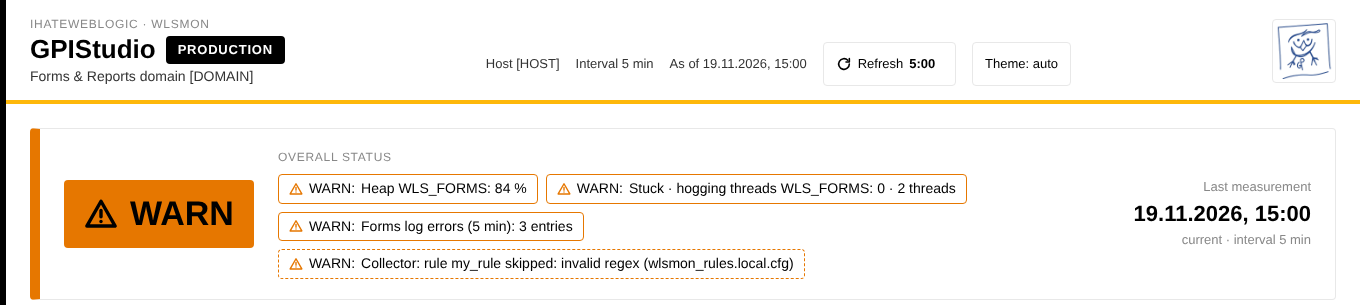 IHATEWEBLOGIC · WLSMON
GPIStudio PRODUCTION
Forms & Reports domain [DOMAIN]
Host [HOST] Interval 5 min As of 19.11.2026, 15:00 Refresh 5:00 Theme: auto
OVERALL STATUS
WARN
WARN: Heap WLS_FORMS: 84 % WARN: Stuck · hogging threads WLS_FORMS: 0 · 2 threads
WARN: Forms log errors (5 min): 3 entries
WARN: Collector: rule my_rule skipped: invalid regex (wlsmon_rules.local.cfg)
Last measurement
19.11.2026, 15:00
current · interval 5 min